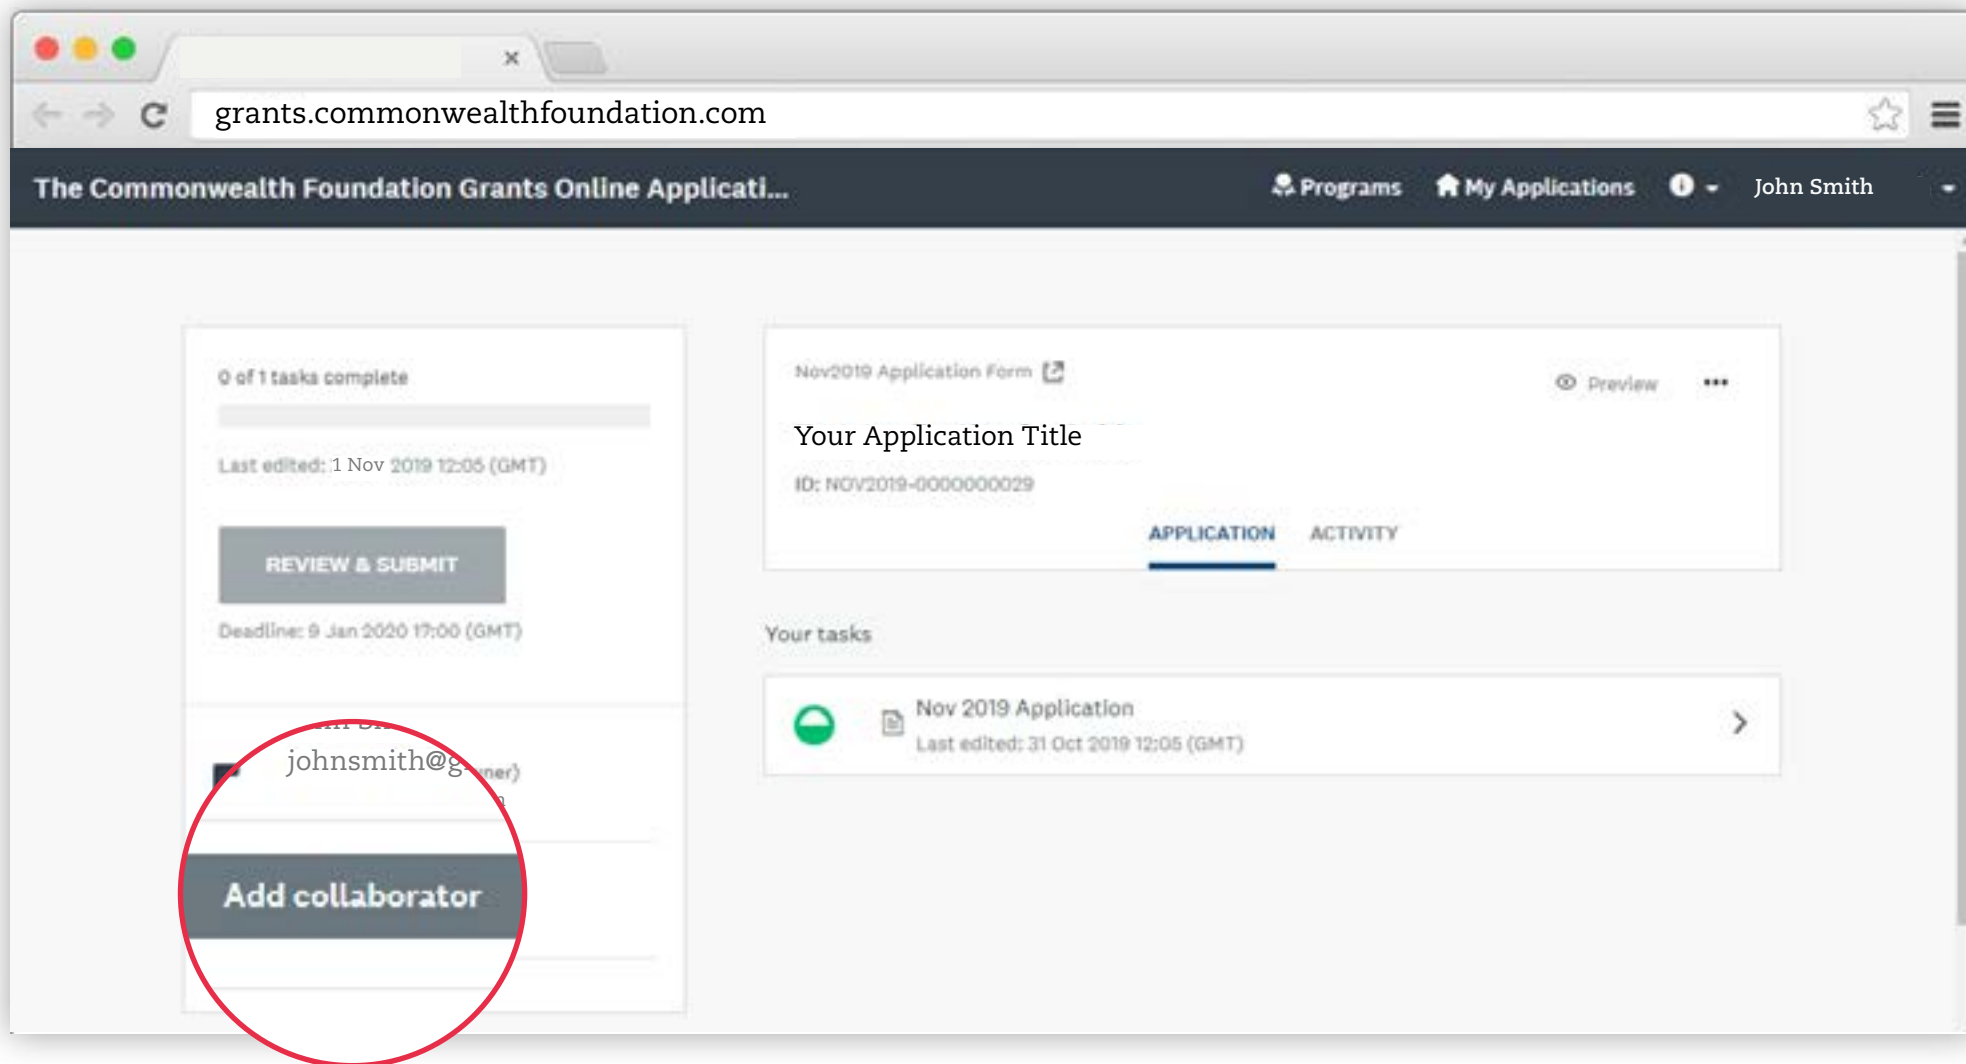 grants.commonwealthfoundation.com
The Commonwealth Foundation Grants Online Applicati...
Programs
My Applications
John Smith
0 of 1 tasks complete
Last edited: 1 Nov 2019 12:05 (GMT)
REVIEW & SUBMIT
Deadline: 9 Jan 2020 17:00 (GMT)
johnsmith@g
Add collaborator
Nov2019 Application Form
Preview
Your Application Title
ID: NOV2019-0000000029
APPLICATION
ACTIVITY
Your tasks
Nov 2019 Application
Last edited: 31 Oct 2019 12:05 (GMT)